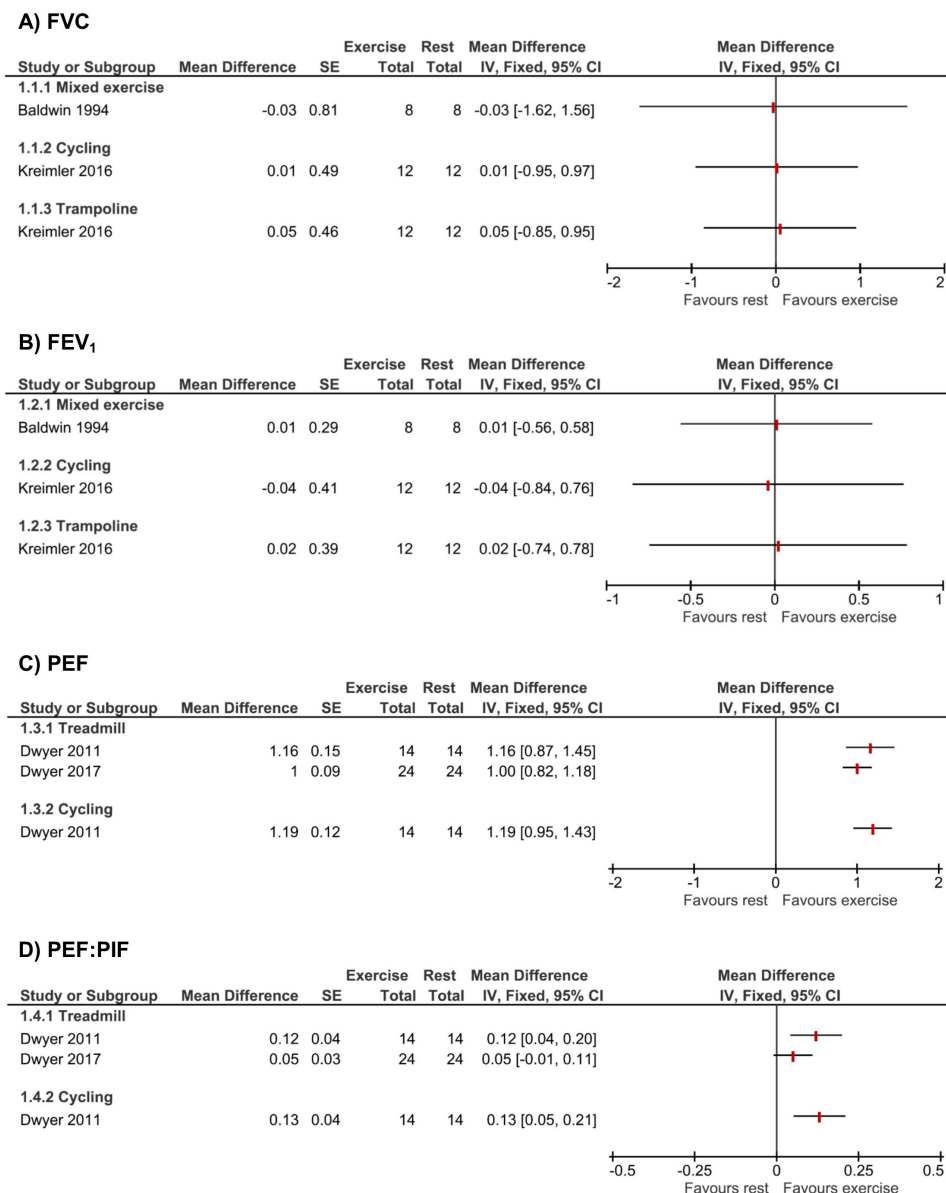 A) FVC
Exercise Rest Mean Difference Mean Difference
Study or Subgroup Mean Difference SE Total Total IV, Fixed, 95% CI IV, Fixed, 95% CI
1.1.1 Mixed exercise
Baldwin 1994 -0.03 0.81 8 8 -0.03 [-1.62, 1.56]
1.1.2 Cycling
Kreimler 2016 0.01 0.49 12 12 0.01 [-0.95, 0.97]
1.1.3 Trampoline
Kreimler 2016 0.05 0.46 12 12 0.05 [-0.85, 0.95]
-2 -1 0 1 2
Favours rest Favours exercise
B) FEV₁
Exercise Rest Mean Difference Mean Difference
Study or Subgroup Mean Difference SE Total Total IV, Fixed, 95% CI IV, Fixed, 95% CI
1.2.1 Mixed exercise
Baldwin 1994 0.01 0.29 8 8 0.01 [-0.56, 0.58]
1.2.2 Cycling
Kreimler 2016 -0.04 0.41 12 12 -0.04 [-0.84, 0.76]
1.2.3 Trampoline
Kreimler 2016 0.02 0.39 12 12 0.02 [-0.74, 0.78]
-1 -0.5 0 0.5 1
Favours rest Favours exercise
C) PEF
Exercise Rest Mean Difference Mean Difference
Study or Subgroup Mean Difference SE Total Total IV, Fixed, 95% CI IV, Fixed, 95% CI
1.3.1 Treadmill
Dwyer 2011 1.16 0.15 14 14 1.16 [0.87, 1.45]
Dwyer 2017 1 0.09 24 24 1.00 [0.82, 1.18]
1.3.2 Cycling
Dwyer 2011 1.19 0.12 14 14 1.19 [0.95, 1.43]
-2 -1 0 1 2
Favours rest Favours exercise
D) PEF:PIF
Exercise Rest Mean Difference Mean Difference
Study or Subgroup Mean Difference SE Total Total IV, Fixed, 95% CI IV, Fixed, 95% CI
1.4.1 Treadmill
Dwyer 2011 0.12 0.04 14 14 0.12 [0.04, 0.20]
Dwyer 2017 0.05 0.03 24 24 0.05 [-0.01, 0.11]
1.4.2 Cycling
Dwyer 2011 0.13 0.04 14 14 0.13 [0.05, 0.21]
-0.5 -0.25 0 0.25 0.5
Favours rest Favours exercise